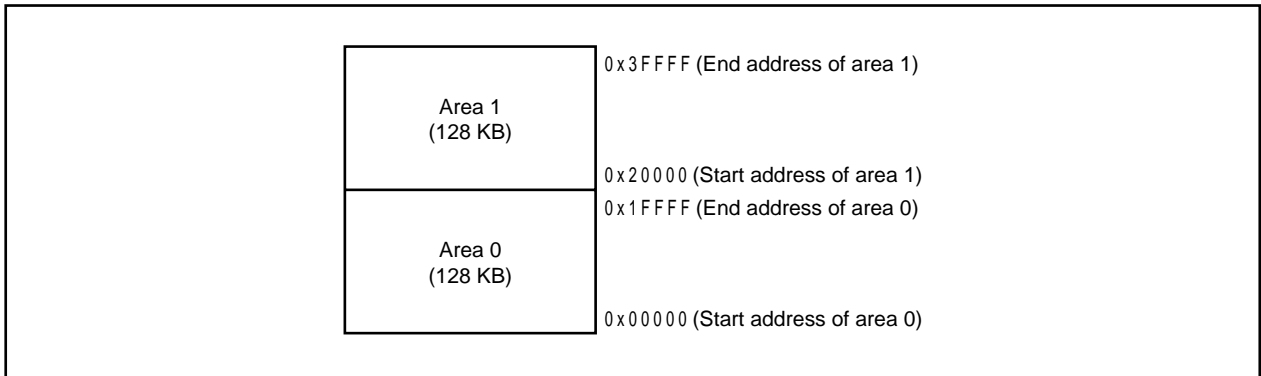 0x3FFFF (End address of area 1)
Area 1
(128 KB)
0x20000 (Start address of area 1)
0x1FFFF (End address of area 0)
Area 0
(128 KB)
0x00000 (Start address of area 0)